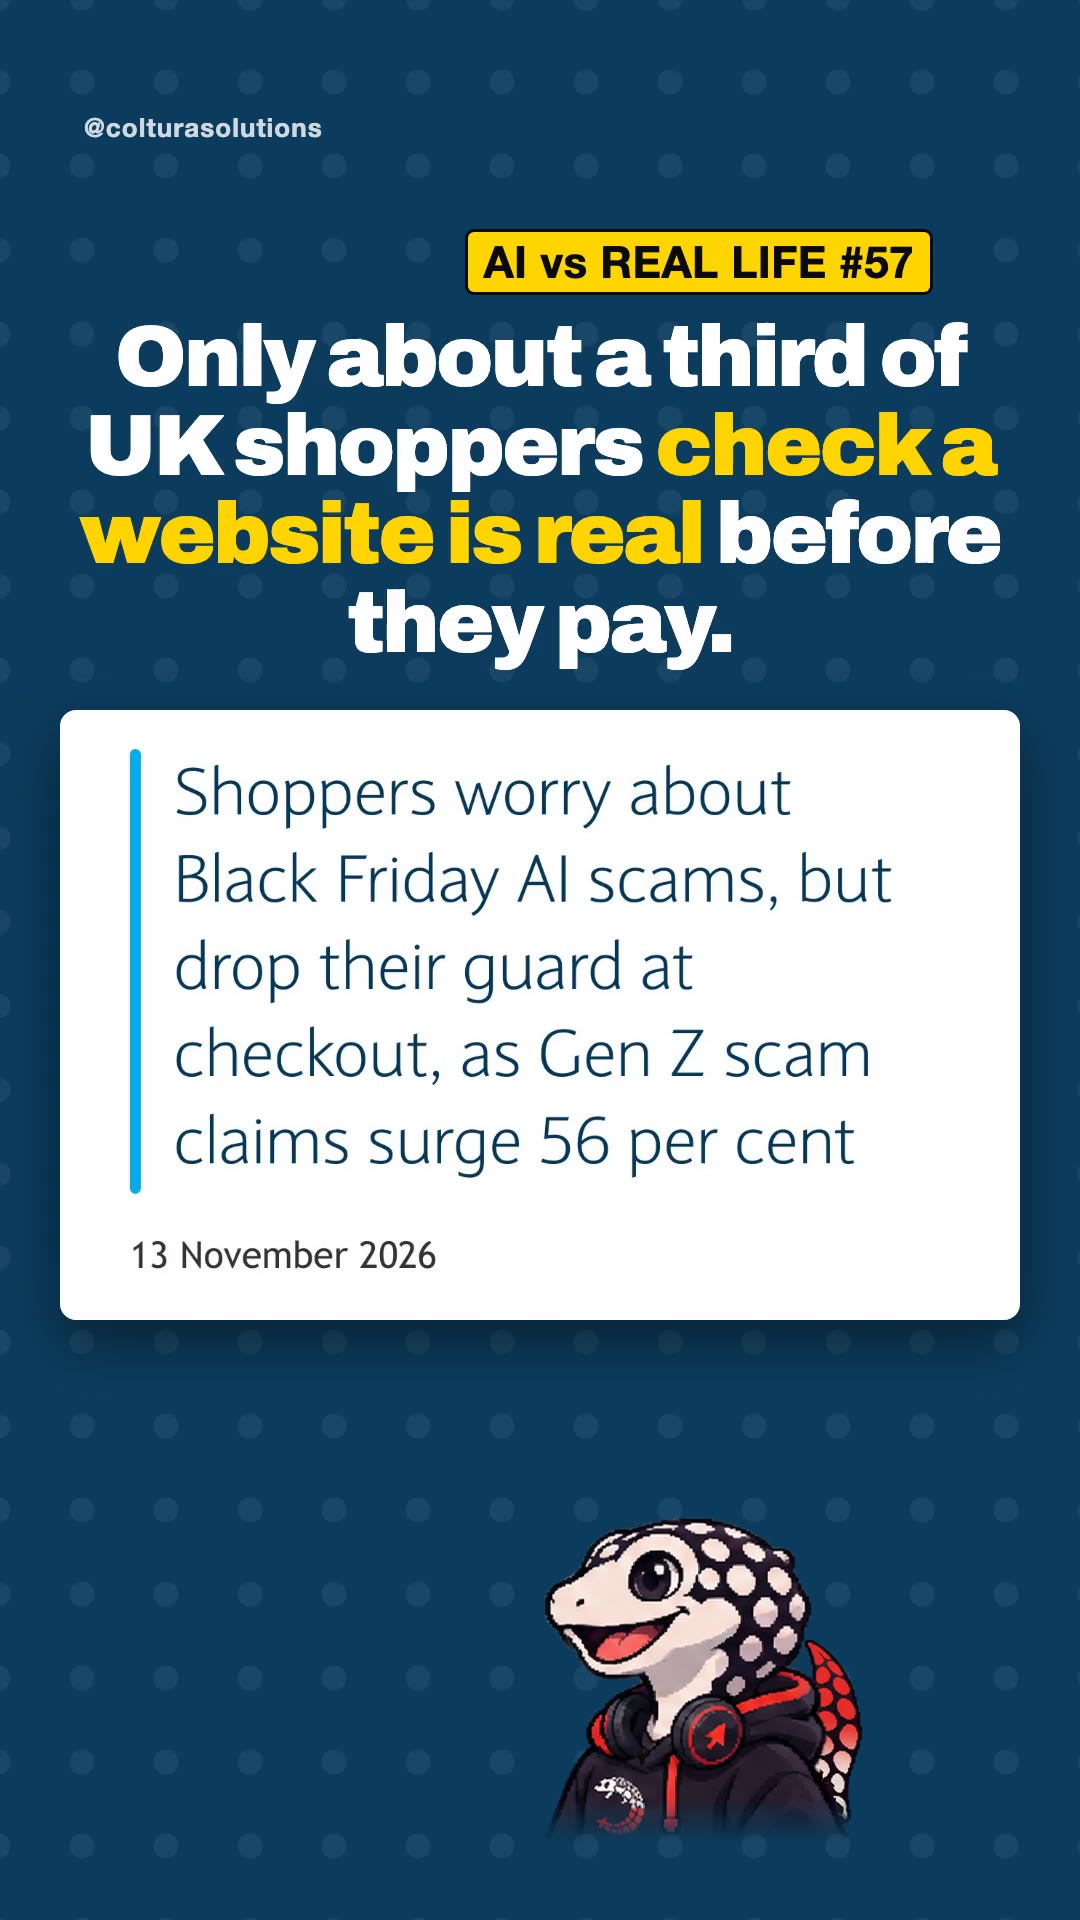 @colturasolutions
AI vs REAL LIFE #57
Only about a third of
UK shoppers check a
website is real before
they pay.
Shoppers worry about
Black Friday AI scams, but
drop their guard at
checkout, as Gen Z scam
claims surge 56 per cent
13 November 2026